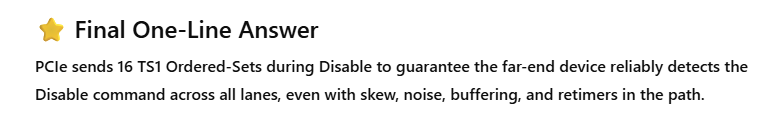 Final One-Line Answer
PCIe sends 16 TS1 Ordered-Sets during Disable to guarantee the far-end device reliably detects the
Disable command across all lanes, even with skew, noise, buffering, and retimers in the path.